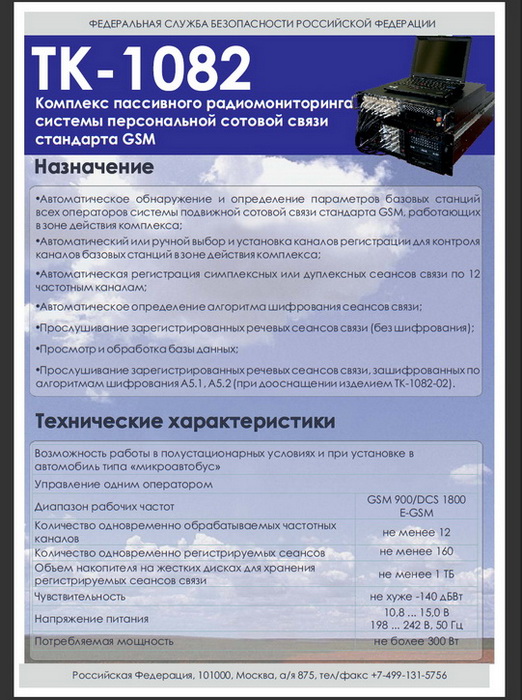 ФЕДЕРАЛЬНАЯ СЛУЖБА БЕЗОПАСНОСТИ РОССИЙСКОЙ ФЕДЕРАЦИИ
ТК-1082
Комплекс пассивного радиомониторинга
системы персональной сотовой связи
стандарта GSM
Назначение
•Автоматическое обнаружение и определение параметров базовых станций
всех операторов системы подвижной сотовой связи стандарта GSM, работающих
в зоне действия комплекса;
•Автоматический или ручной выбор и установка каналов регистрации для контроля
каналов базовых станций в зоне действия комплекса;
•Автоматическая регистрация симплексных или дуплексных сеансов связи по 12
частотным каналам;
•Автоматическое определение алгоритма шифрования сеансов связи;
•Прослушивание зарегистрированных речевых сеансов связи (без шифрования);
•Просмотр и обработка базы данных;
•Прослушивание зарегистрированных речевых сеансов связи, зашифрованных по
алгоритмам шифрования А5.1, А5.2 (при дооснащении изделием ТК-1082-02).
Технические характеристики
Возможность работы в полустационарных условиях и при установке в
автомобиль типа «микроавтобус»
Управление одним оператором
Диапазон рабочих частот
GSM 900/DCS 1800
E-GSM
Количество одновременно обрабатываемых частотных
каналов
не менее 12
Количество одновременно регистрируемых сеансов
не менее 160
Объем накопителя на жестких дисках для хранения
регистрируемых сеансов связи
не менее 1 ТБ
Чувствительность
не хуже -140 дБВт
Напряжение питания
10,8 ... 15,0 В
198 ... 242 В, 50 Гц
Потребляемая мощность
не более 300 Вт
Российская Федерация, 101000, Москва, а/я 875, тел/факс +7-499-131-5756